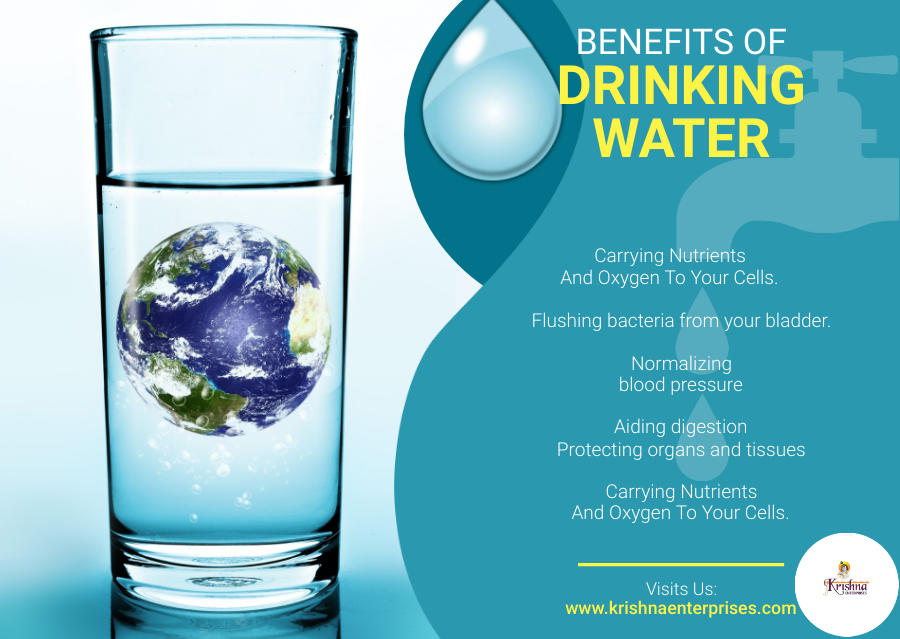 BENEFITS OF
DRINKING
WATER
Carrying Nutrients
And Oxygen To Your Cells.
Flushing bacteria from your bladder.
Normalizing
blood pressure
Aiding digestion
Protecting organs and tissues
Carrying Nutrients
And Oxygen To Your Cells.
Visits Us:
www.krishnaenterprises.com
Krishna
ENTERPRISES